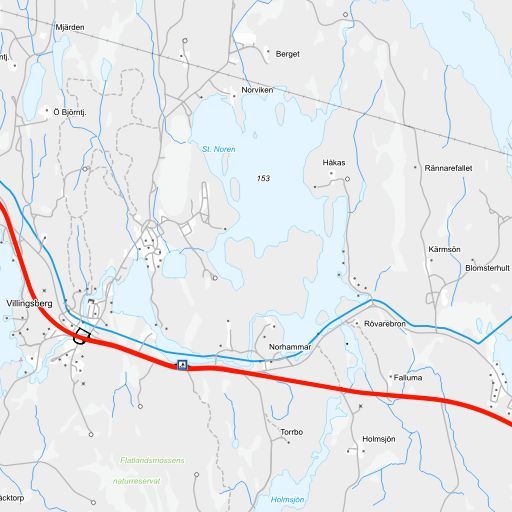 Mjärden
Berget
ntj.
Norviken
Ö Björntj.
St. Noren
Håkas
Rännarefallet
153
Kärmsön
Blomsterhult
Villingsberg
Rövarebron
Norhammar
Falluma
Torrbo
Holmsjön
Flatlandsmossens
naturreservat
Holmsjön
äcktorp